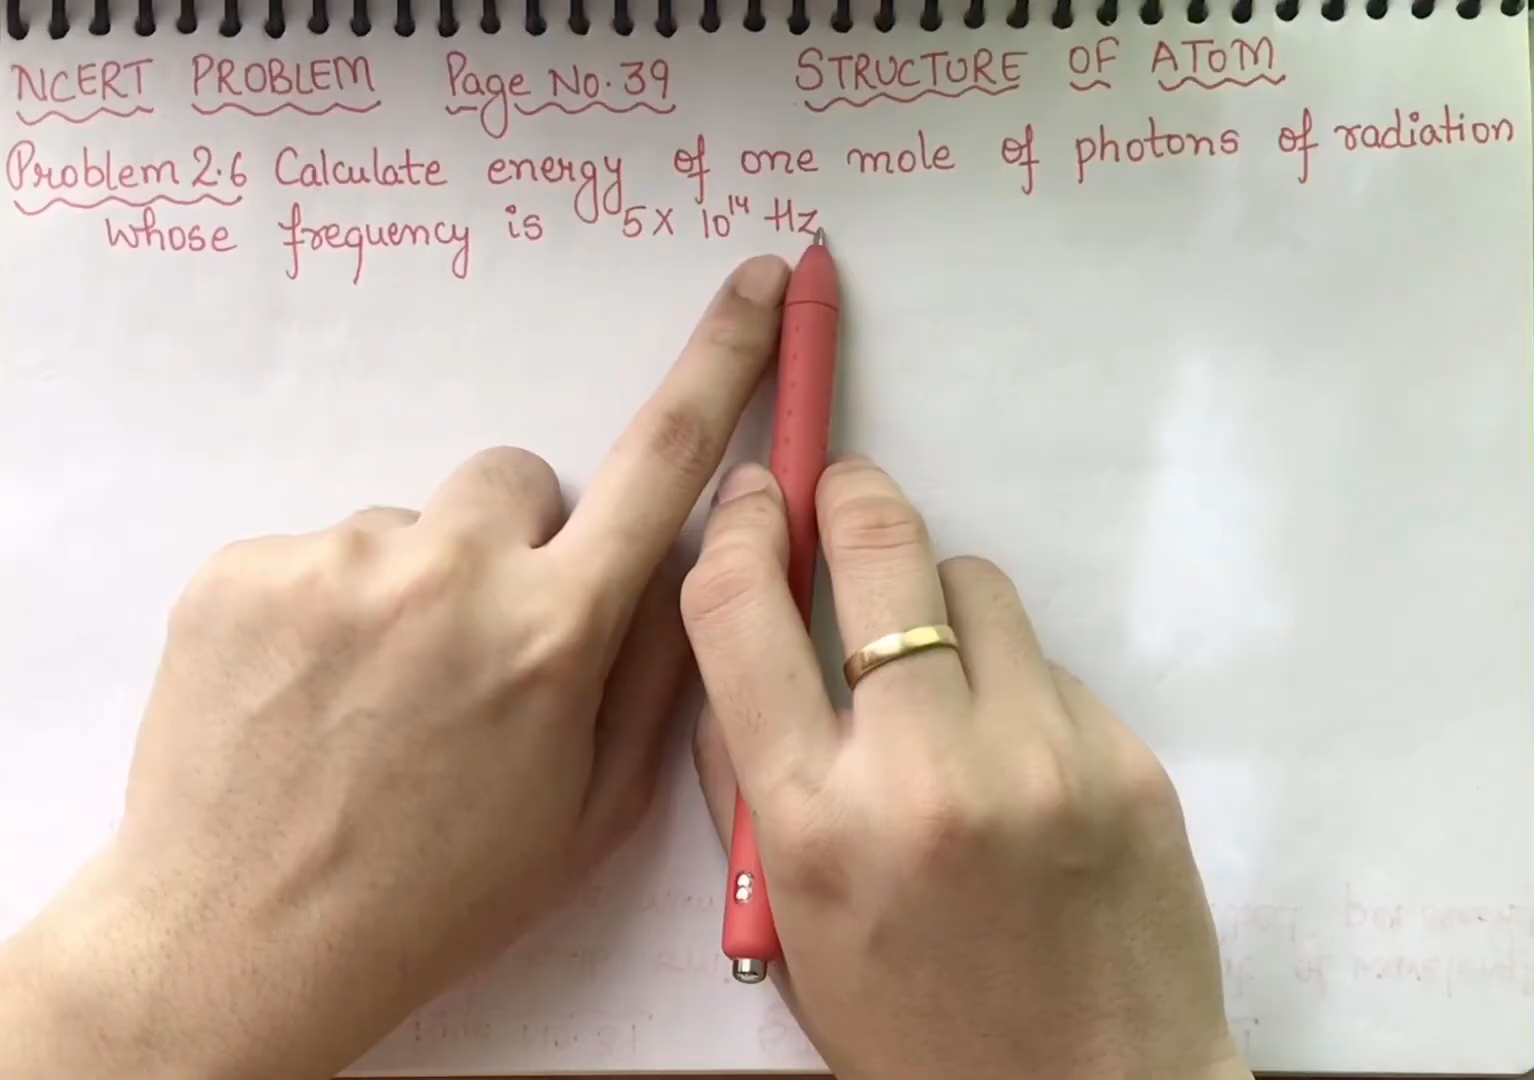 NCERT PROBLEM Page No. 39 STRUCTURE OF ATOM
Problem 2.6 Calculate energy of one mole of photons of radiation
whose frequency is 5 x 10¹⁴ Hz